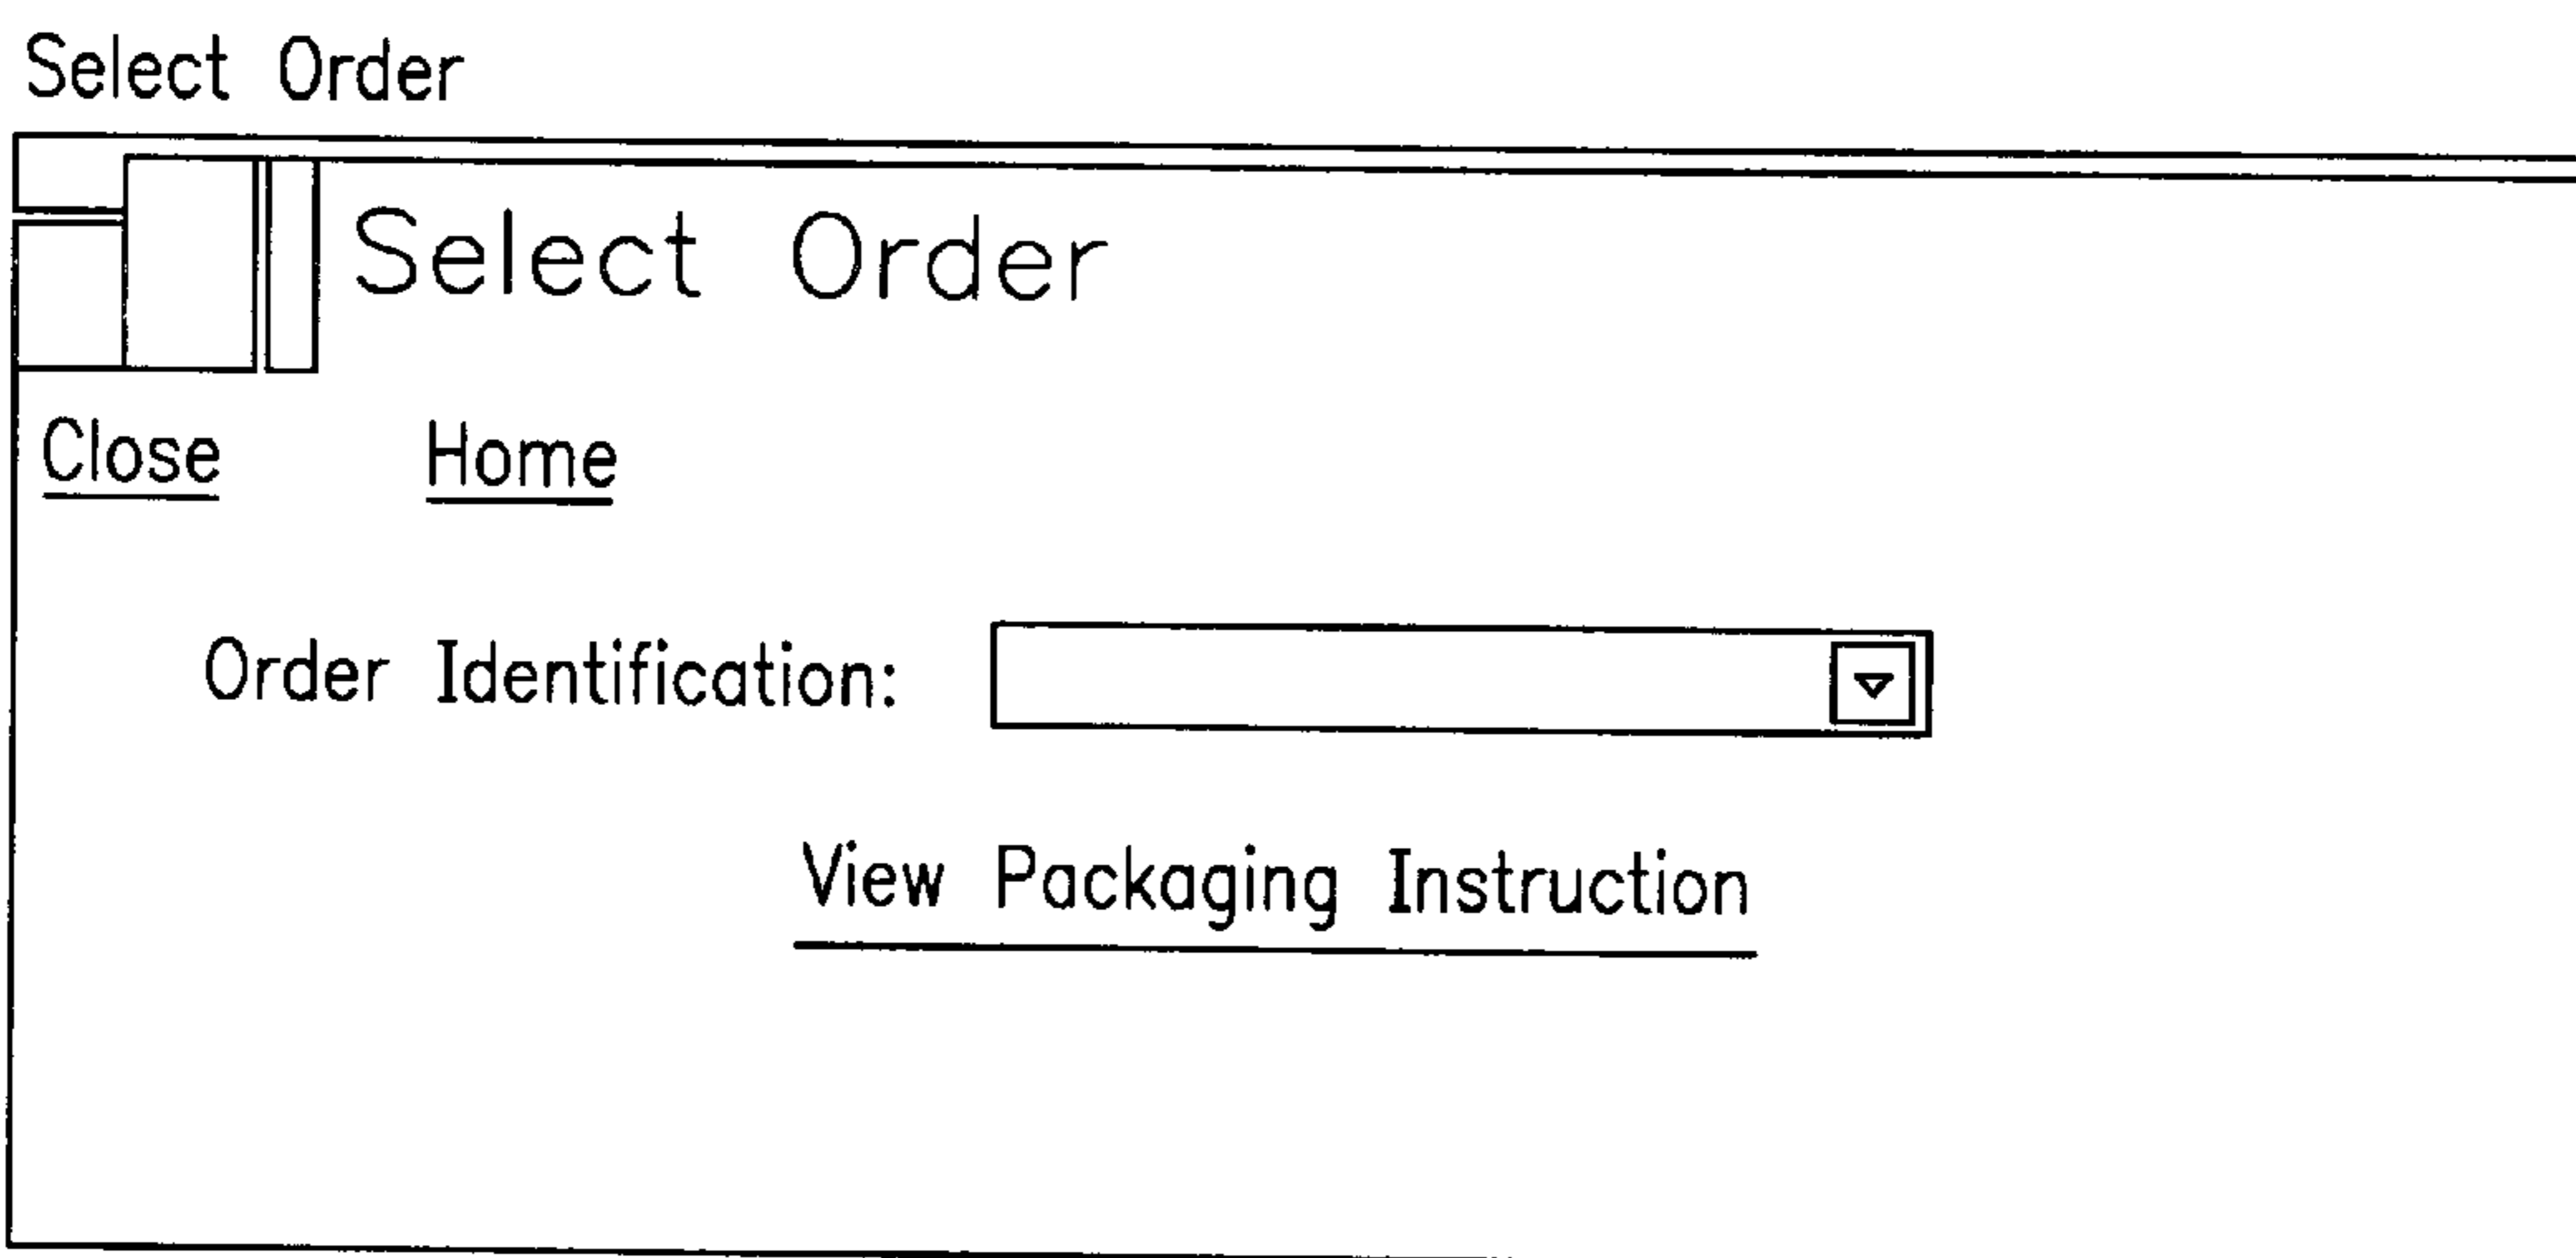 Select Order
Select Order
Close Home
Order Identification:
View Packaging Instruction